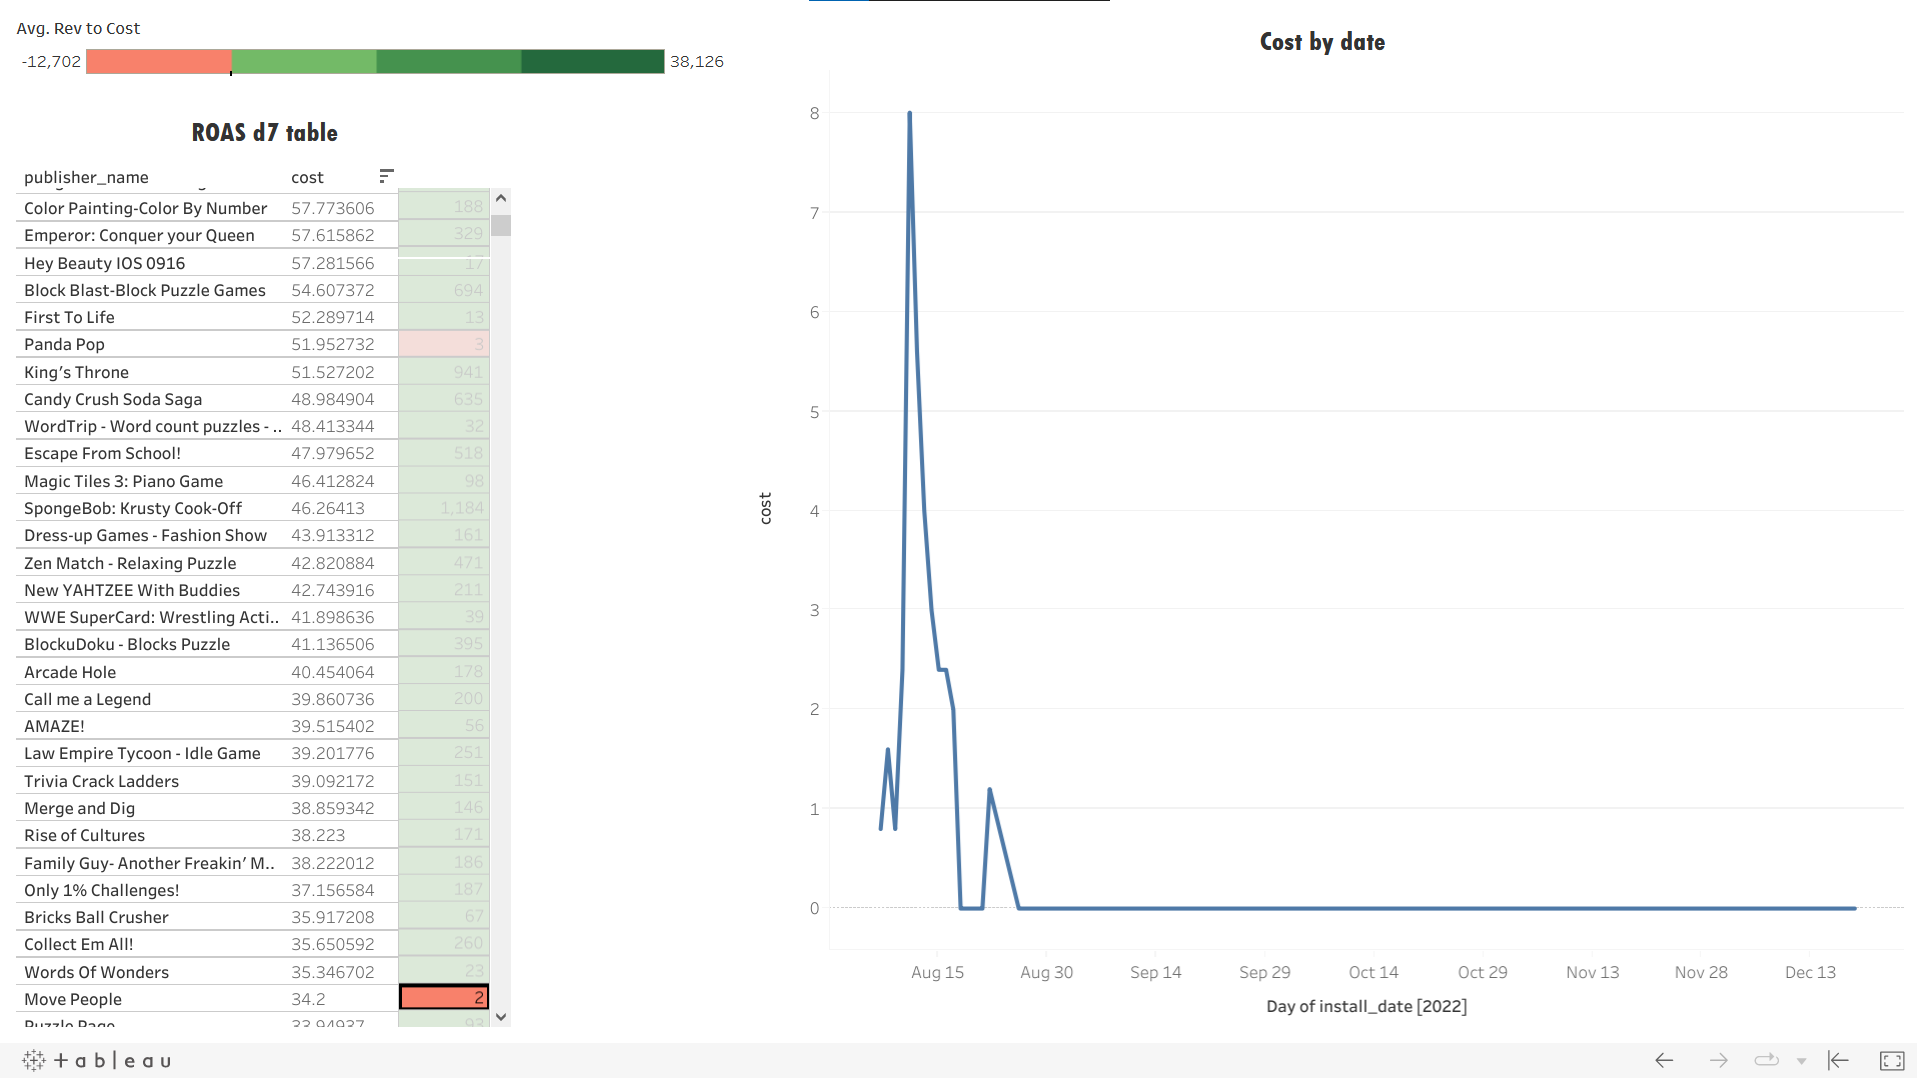 Avg. Rev to Cost
-12,702 38,126
ROAS d7 table
publisher_name cost
Color Painting-Color By Number 57.773606 188
Emperor: Conquer your Queen 57.615862 329
Hey Beauty IOS 0916 57.281566 17
Block Blast-Block Puzzle Games 54.607372 694
First To Life 52.289714 13
Panda Pop 51.952732 3
King's Throne 51.527202 941
Candy Crush Soda Saga 48.984904 635
WordTrip - Word count puzzles - .. 48.413344 32
Escape From School! 47.979652 518
Magic Tiles 3: Piano Game 46.412824 98
SpongeBob: Krusty Cook-Off 46.26413 1,184
Dress-up Games - Fashion Show 43.913312 161
Zen Match - Relaxing Puzzle 42.820884 471
New YAHTZEE With Buddies 42.743916 211
WWE SuperCard: Wrestling Acti.. 41.898636 39
BlockuDoku - Blocks Puzzle 41.136506 395
Arcade Hole 40.454064 178
Call me a Legend 39.860736 200
AMAZE! 39.515402 56
Law Empire Tycoon - Idle Game 39.201776 251
Trivia Crack Ladders 39.092172 151
Merge and Dig 38.859342 146
Rise of Cultures 38.223 171
Family Guy- Another Freakin' M.. 38.222012 186
Only 1% Challenges! 37.156584 187
Bricks Ball Crusher 35.917208 67
Collect Em All! 35.650592 260
Words Of Wonders 35.346702 23
Move People 34.2 2
Puzzle Page 33.94937 93
Cost by date
8
7
6
5
4
3
2
1
0
cost
Aug 15 Aug 30 Sep 14 Sep 29 Oct 14 Oct 29 Nov 13 Nov 28 Dec 13
Day of install_date [2022]
+ a b | e a u